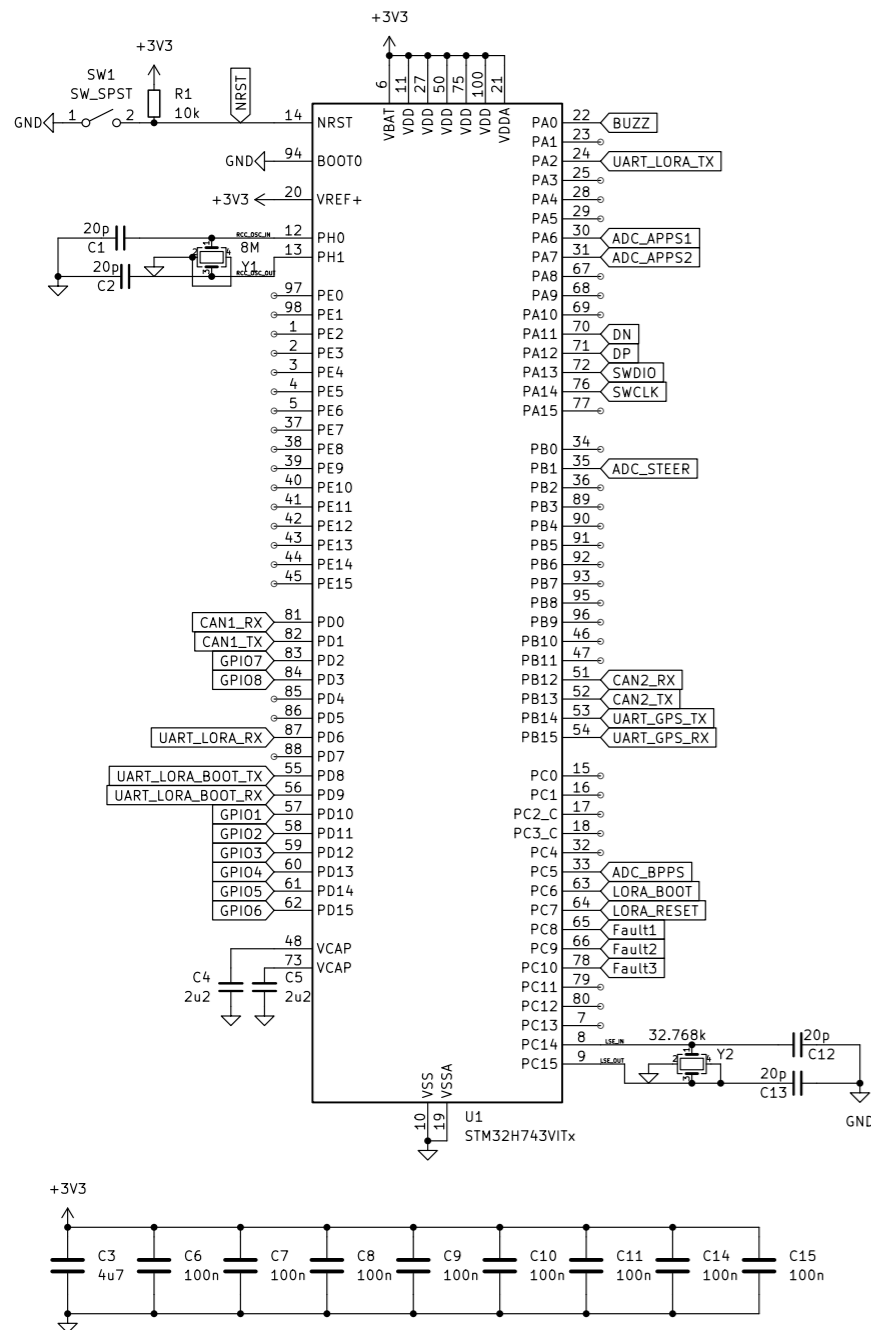 +3V3
+3V3
SW1
SW_SPST
R1
10k
NRST
GND
1
2
6
11
27
50
75
100
21
VBAT
VDD
VDD
VDD
VDD
VDD
VDDA
14 NRST
GND 94 BOOT0
+3V3 20 VREF+
20p
C1
RCC_OSC_IN
12 PH0
1
2
4
3
8M
Y1
20p
C2
RCC_OSC_OUT
13 PH1
97 PE0
98 PE1
1 PE2
2 PE3
3 PE4
4 PE5
5 PE6
37 PE7
38 PE8
39 PE9
40 PE10
41 PE11
42 PE12
43 PE13
44 PE14
45 PE15
CAN1_RX 81 PD0
CAN1_TX 82 PD1
GPIO7 83 PD2
GPIO8 84 PD3
85 PD4
86 PD5
UART_LORA_RX 87 PD6
88 PD7
UART_LORA_BOOT_TX 55 PD8
UART_LORA_BOOT_RX 56 PD9
GPIO1 57 PD10
GPIO2 58 PD11
GPIO3 59 PD12
GPIO4 60 PD13
GPIO5 61 PD14
GPIO6 62 PD15
48 VCAP
73 VCAP
C4
2u2
C5
2u2
PA0 22 BUZZ
PA1 23
PA2 24 UART_LORA_TX
PA3 25
PA4 28
PA5 29
PA6 30 ADC_APPS1
PA7 31 ADC_APPS2
PA8 67
PA9 68
PA10 69
PA11 70 DN
PA12 71 DP
PA13 72 SWDIO
PA14 76 SWCLK
PA15 77
PB0 34
PB1 35 ADC_STEER
PB2 36
PB3 89
PB4 90
PB5 91
PB6 92
PB7 93
PB8 95
PB9 96
PB10 46
PB11 47
PB12 51 CAN2_RX
PB13 52 CAN2_TX
PB14 53 UART_GPS_TX
PB15 54 UART_GPS_RX
PC0 15
PC1 16
PC2_C 17
PC3_C 18
PC4 32
PC5 33 ADC_BPPS
PC6 63 LORA_BOOT
PC7 64 LORA_RESET
PC8 65 Fault1
PC9 66 Fault2
PC10 78 Fault3
PC11 79
PC12 80
PC13 7
PC14 8 LSE_IN
PC15 9 LSE_OUT
32.768k
Y2
1
2
4
3
20p
C12
20p
C13
GND
VSS
VSSA
10
19
U1
STM32H743VITx
+3V3
C3
4u7
C6
100n
C7
100n
C8
100n
C9
100n
C10
100n
C11
100n
C14
100n
C15
100n